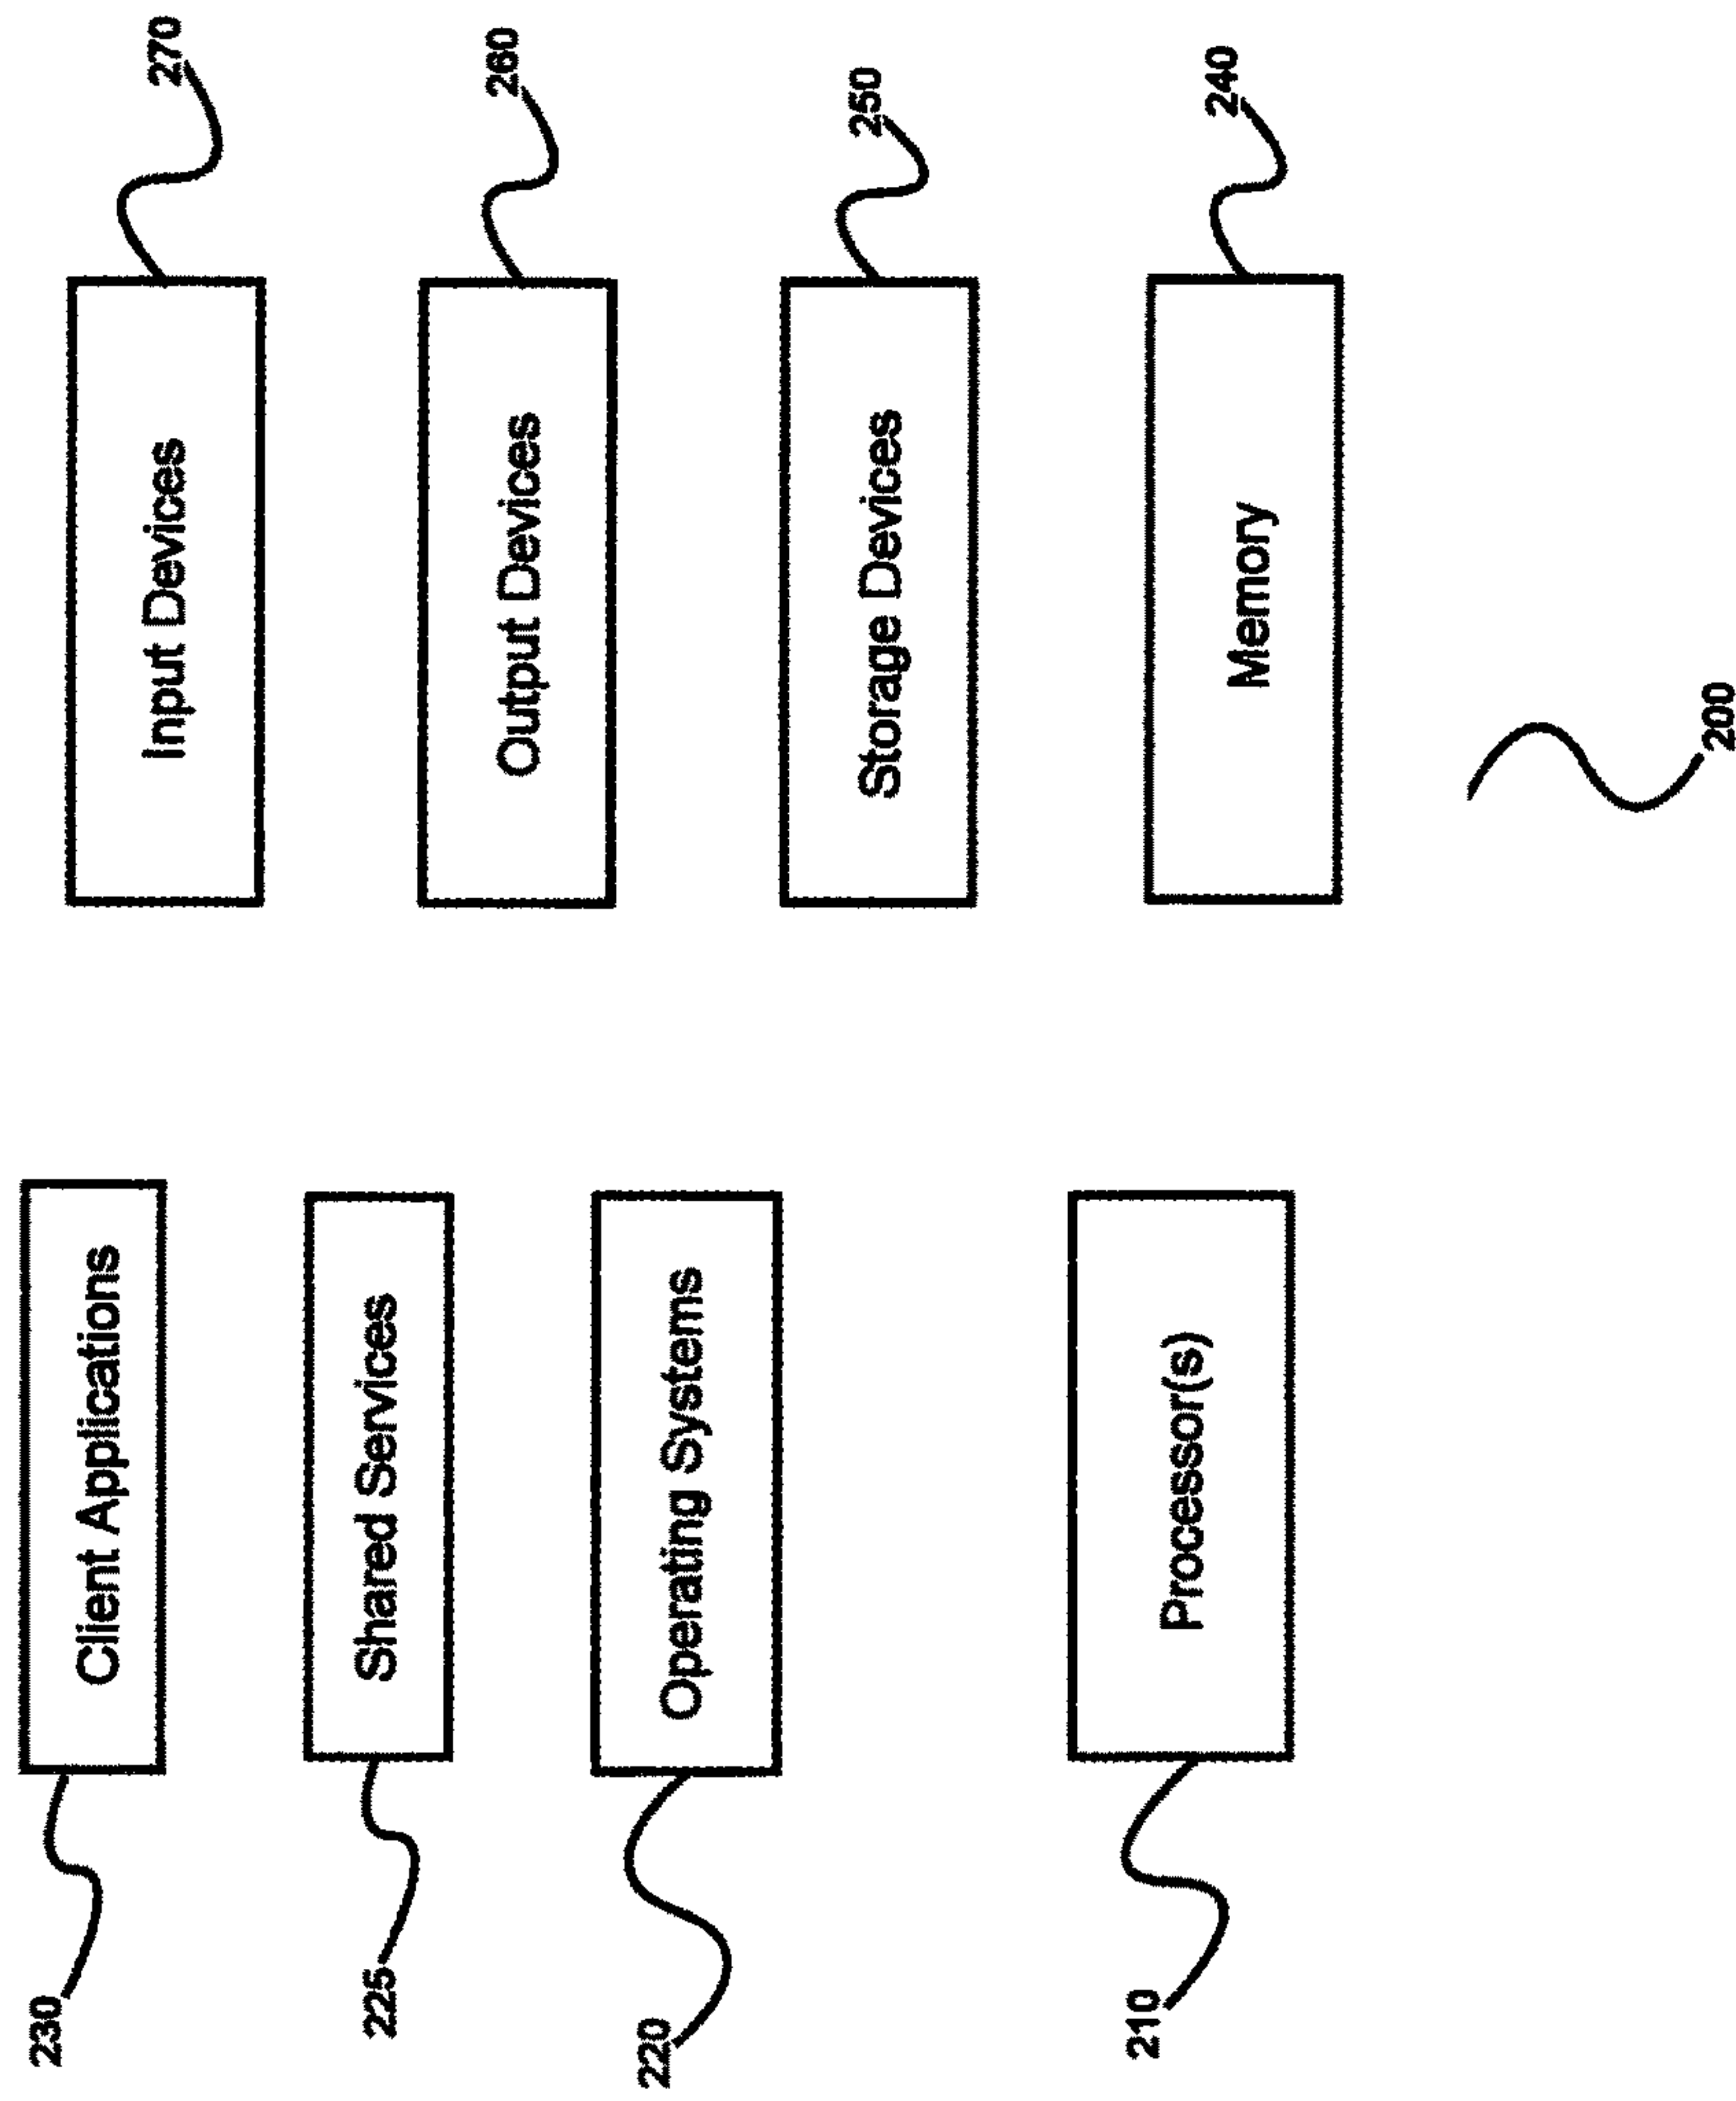 230
Client Applications
Input Devices
270
225
Shared Services
Output Devices
260
220
Operating Systems
Storage Devices
250
210
Processor(s)
Memory
240
200